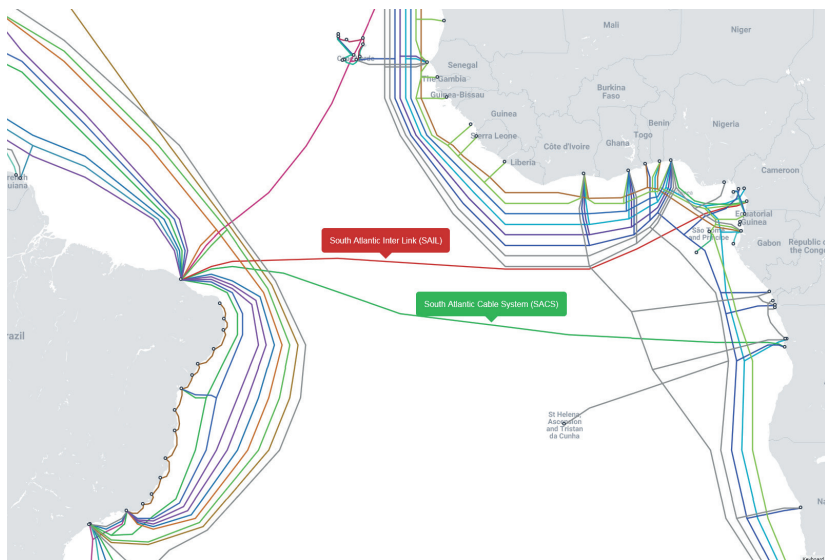 Mali
Niger
Senegal
The Gambia
Guinea-Bissau
Burkina
Faso
Guinea
Benin
Nigeria
Sierra Leone
Togo
Côte d'Ivoire
Ghana
Liberia
Cameroon
Equatorial
Guinea
São
and Príncipe
Gabon
Republic of
the Congo
uiana
South Atlantic Inter Link (SAIL)
South Atlantic Cable System (SACS)
razil
St Helena,
Ascension
and Tristan
da Cunha
Na